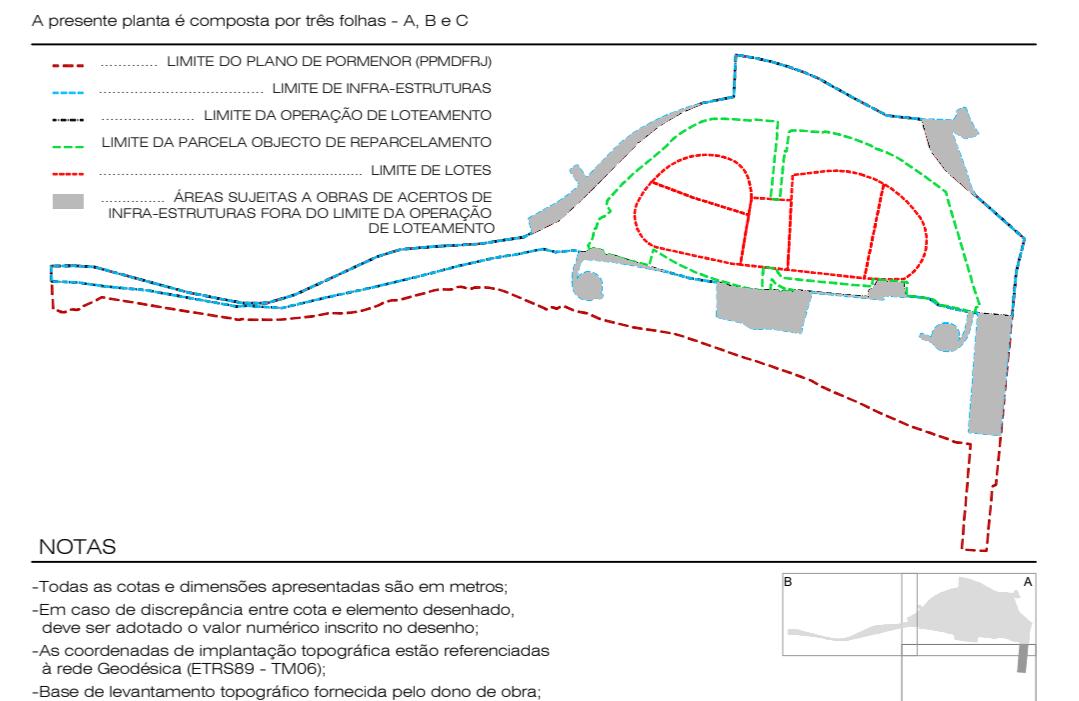 A presente planta é composta por três folhas - A, B e C
............. LIMITE DO PLANO DE PORMENOR (PPMDFRJ)
...................................... LIMITE DE INFRA-ESTRUTURAS
...................... LIMITE DA OPERAÇÃO DE LOTEAMENTO
LIMITE DA PARCELA OBJECTO DE REPARCELAMENTO
.............................................................. LIMITE DE LOTES
............... ÁREAS SUJEITAS A OBRAS DE ACERTOS DE
INFRA-ESTRUTURAS FORA DO LIMITE DA OPERAÇÃO
DE LOTEAMENTO
NOTAS
-Todas as cotas e dimensões apresentadas são em metros;
-Em caso de discrepância entre cota e elemento desenhado,
deve ser adotado o valor numérico inscrito no desenho;
-As coordenadas de implantação topográfica estão referenciadas
à rede Geodésica (ETRS89 - TM06);
-Base de levantamento topográfico fornecida pelo dono de obra;
B
A